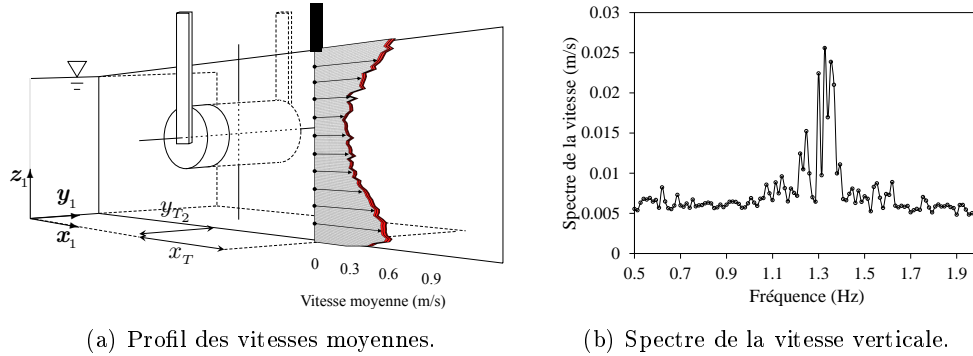 z1
y1
x1
yT2
xT
0
0.3
0.6
0.9
Vitesse moyenne (m/s)
(a) Profil des vitesses moyennes.
0.03
0.025
0.02
0.015
0.01
0.005
0
Spectre de la vitesse (m/s)
0.5 0.7 0.9 1.1 1.3 1.5 1.7 1.9
Fréquence (Hz)
(b) Spectre de la vitesse verticale.